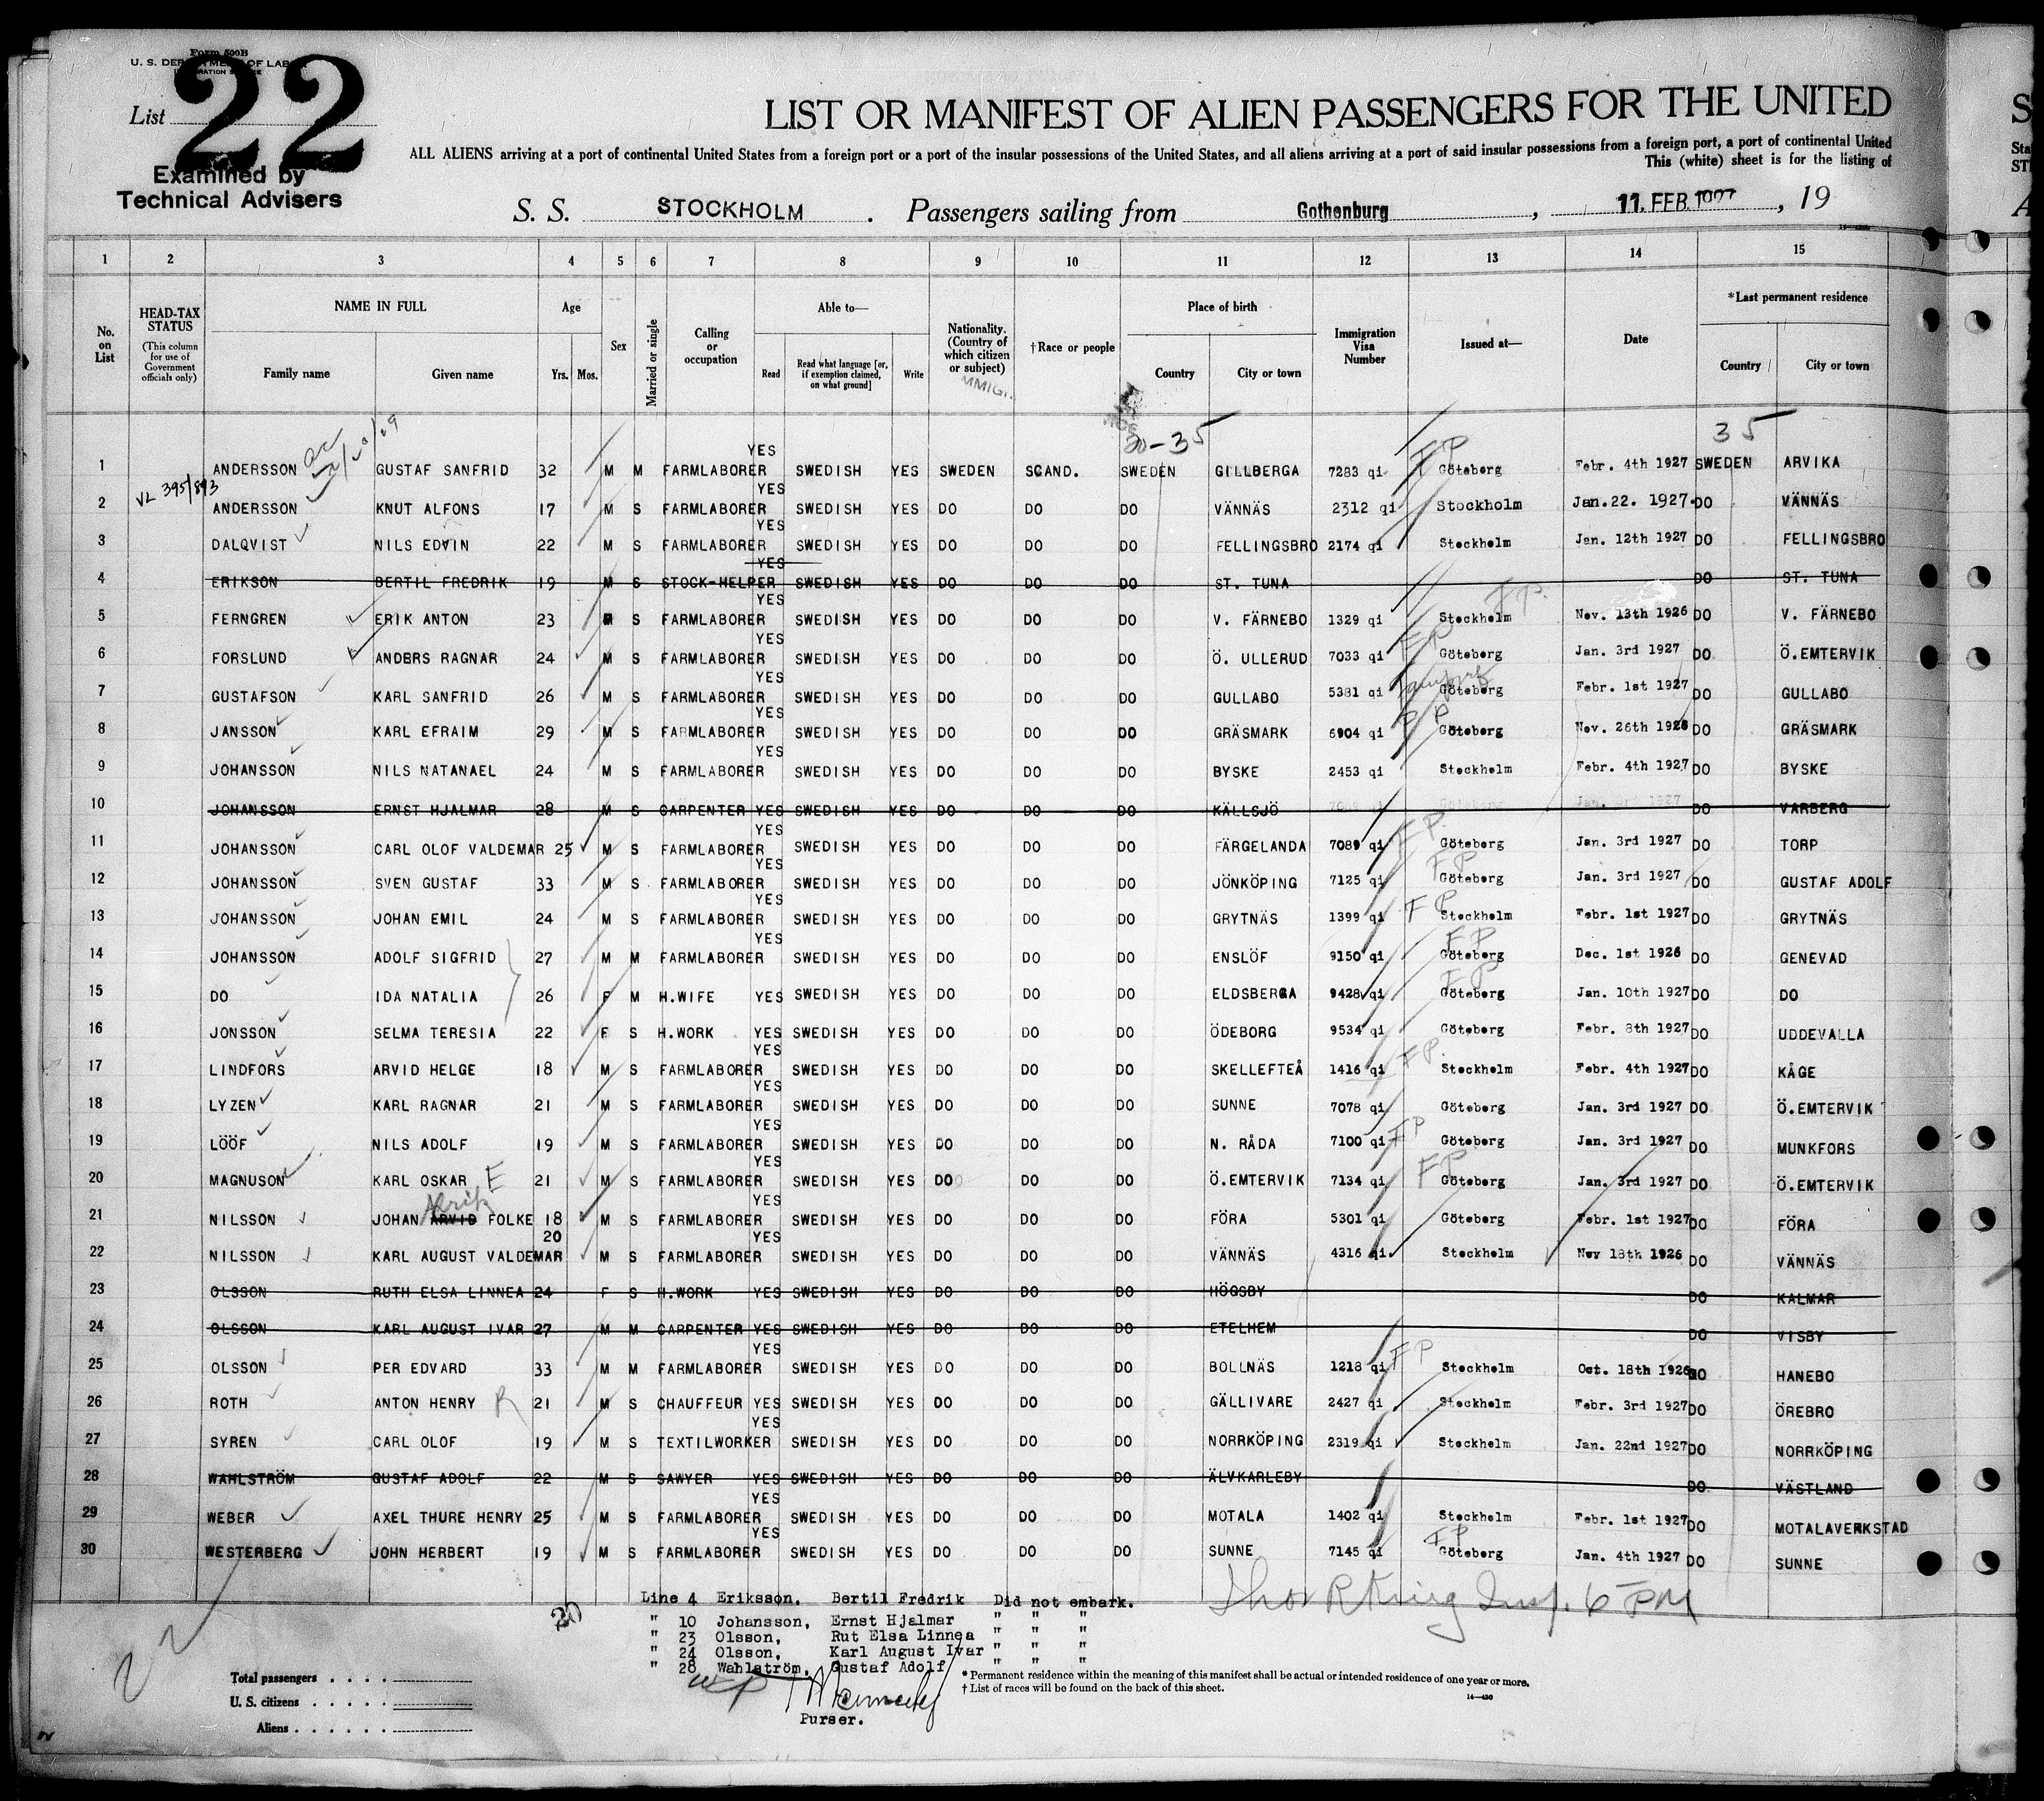 Form 500B
U. S. DEPARTMENT OF LABOR
IMMIGRATION SERVICE
List 22
Examined by
Technical Advisers
LIST OR MANIFEST OF ALIEN PASSENGERS FOR THE UNITED
ALL ALIENS arriving at a port of continental United States from a foreign port or a port of the insular possessions of the United States, and all aliens arriving at a port of said insular possessions from a foreign port, a port of continental United
This (white) sheet is for the listing of
S. S. STOCKHOLM . Passengers sailing from Gothenburg , 11. FEB. 1927 , 19
1 2 3 4 5 6 7 8 9 10 11 12 13 14 15
No. on List
HEAD-TAX STATUS (This column for use of Government officials only)
NAME IN FULL Family name Given name
Age Yrs. Mos.
Sex
Married or single
Calling or occupation
Able to— Read Read what language [or, if exemption claimed, on what ground] Write
Nationality. (Country of which citizen or subject)
†Race or people
Place of birth Country City or town
Immigration Visa Number
Issued at—
Date
*Last permanent residence Country City or town
20-35 35
1 ANDERSSON GUSTAF SANFRID 32 M M FARMLABORER YES SWEDISH YES SWEDEN SCAND. SWEDEN GILLBERGA 7283 qi Göteborg Febr. 4th 1927 SWEDEN ARVIKA
VL 395/893
2 ANDERSSON KNUT ALFONS 17 M S FARMLABORER YES SWEDISH YES DO DO DO VÄNNÄS 2312 qi Stockholm Jan.22. 1927 DO VÄNNÄS
3 DALQVIST NILS EDVIN 22 M S FARMLABORER YES SWEDISH YES DO DO DO FELLINGSBRO 2174 qi Stockholm Jan. 12th 1927 DO FELLINGSBRO
4 ERIKSON BERTIL FREDRIK 19 M S STOCK-HELPER YES SWEDISH YES DO DO DO ST. TUNA DO ST. TUNA
5 FERNGREN ERIK ANTON 23 M S FARMLABORER YES SWEDISH YES DO DO DO V. FÄRNEBO 1329 qi Stockholm FP. Nov. 13th 1926 DO V. FÄRNEBO
6 FORSLUND ANDERS RAGNAR 24 M S FARMLABORER YES SWEDISH YES DO DO DO Ö. ULLERUD 7033 qi FP Göteborg Jan. 3rd 1927 DO Ö.EMTERVIK
7 GUSTAFSON KARL SANFRID 26 M S FARMLABORER YES SWEDISH YES DO DO DO GULLABO 5381 qi Göteborg Febr. 1st 1927 DO GULLABO
8 JANSSON KARL EFRAIM 29 M S FARMLABORER YES SWEDISH YES DO DO DO GRÄSMARK 6904 qi Göteborg Nov. 26th 1926 DO GRÄSMARK
9 JOHANSSON NILS NATANAEL 24 M S FARMLABORER YES SWEDISH YES DO DO DO BYSKE 2453 qi Stockholm Febr. 4th 1927 DO BYSKE
10 JOHANSSON ERNST HJALMAR 28 M S CARPENTER YES SWEDISH YES DO DO DO KÄLLSJÖ DO VARBERG
11 JOHANSSON CARL OLOF VALDEMAR 25 M S FARMLABORER YES SWEDISH YES DO DO DO FÄRGELANDA 7089 qi FP. Göteborg Jan. 3rd 1927 DO TORP
12 JOHANSSON SVEN GUSTAF 33 M S FARMLABORER YES SWEDISH YES DO DO DO JÖNKÖPING 7125 qi FP Göteborg Jan. 3rd 1927 DO GUSTAF ADOLF
13 JOHANSSON JOHAN EMIL 24 M S FARMLABORER YES SWEDISH YES DO DO DO GRYTNÄS 1399 qi FP Stockholm Febr. 1st 1927 DO GRYTNÄS
14 JOHANSSON ADOLF SIGFRID 27 M M FARMLABORER YES SWEDISH YES DO DO DO ENSLÖF 9150 qi FP Göteborg Dec. 1st 1926 DO GENEVAD
15 DO IDA NATALIA 26 F M H.WIFE YES SWEDISH YES DO DO DO ELDSBERGA 9428 qi FP Göteborg Jan. 10th 1927 DO DO
16 JONSSON SELMA TERESIA 22 F S H.WORK YES SWEDISH YES DO DO DO ÖDEBORG 9534 qi Göteborg Febr. 8th 1927 DO UDDEVALLA
17 LINDFORS ARVID HELGE 18 M S FARMLABORER YES SWEDISH YES DO DO DO SKELLEFTEÅ 1416 qi FP. Stockholm Febr. 4th 1927 DO KÅGE
18 LYZEN KARL RAGNAR 21 M S FARMLABORER YES SWEDISH YES DO DO DO SUNNE 7078 qi Göteborg Jan. 3rd 1927 DO Ö.EMTERVIK
19 LÖÖF NILS ADOLF 19 M S FARMLABORER YES SWEDISH YES DO DO DO N. RÅDA 7100 qi FP Göteborg Jan. 3rd 1927 DO MUNKFORS
20 MAGNUSON KARL OSKAR E 21 M S FARMLABORER YES SWEDISH YES DO DO DO Ö.EMTERVIK 7134 qi FP Göteborg Jan. 3rd 1927 DO Ö.EMTERVIK
21 NILSSON JOHAN ARVID FOLKE 18 M S FARMLABORER YES SWEDISH YES DO DO DO FÖRA 5301 qi Göteborg Febr. 1st 1927 DO FÖRA
22 NILSSON KARL AUGUST VALDEMAR 20 M S FARMLABORER YES SWEDISH YES DO DO DO VÄNNÄS 4316 qi Stockholm Nov 18th 1926 DO VÄNNÄS
23 OLSSON RUTH ELSA LINNEA 24 F S H.WORK YES SWEDISH YES DO DO DO HÖGSBY DO KALMAR
24 OLSSON KARL AUGUST IVAR 27 M M CARPENTER YES SWEDISH YES DO DO DO ETELHEM DO VISBY
25 OLSSON PER EDVARD 33 M M FARMLABORER YES SWEDISH YES DO DO DO BOLLNÄS 1218 qi FP Stockholm Oct. 18th 1926 DO HANEBO
26 ROTH ANTON HENRY R 21 M S CHAUFFEUR YES SWEDISH YES DO DO DO GÄLLIVARE 2427 qi Stockholm Febr. 3rd 1927 DO ÖREBRO
27 SYREN CARL OLOF 19 M S TEXTILWORKER YES SWEDISH YES DO DO DO NORRKÖPING 2319 qi Stockholm Jan. 22nd 1927 DO NORRKÖPING
28 WAHLSTRÖM GUSTAF ADOLF 22 M S SAWYER YES SWEDISH YES DO DO DO ÄLVKARLEBY DO VÄSTLAND
29 WEBER AXEL THURE HENRY 25 M S FARMLABORER YES SWEDISH YES DO DO DO MOTALA 1402 qi Stockholm Febr. 1st 1927 DO MOTALAVERKSTAD
30 WESTERBERG JOHN HERBERT 19 M S FARMLABORER YES SWEDISH YES DO DO DO SUNNE 7145 qi FP Göteborg Jan. 4th 1927 DO SUNNE
Line 4 Eriksson, Bertil Fredrik Did not embark.
" 10 Johansson, Ernst Hjalmar " " "
" 23 Olsson, Rut Elsa Linnea " " "
" 24 Olsson, Karl August Ivar " " "
" 28 Wahlström, Gustaf Adolf " " "
Purser.
Insp. 6 PM
20
22
Total passengers . . . .
U. S. citizens . . . . .
Aliens . . . . . .
* Permanent residence within the meaning of this manifest shall be actual or intended residence of one year or more.
† List of races will be found on the back of this sheet.